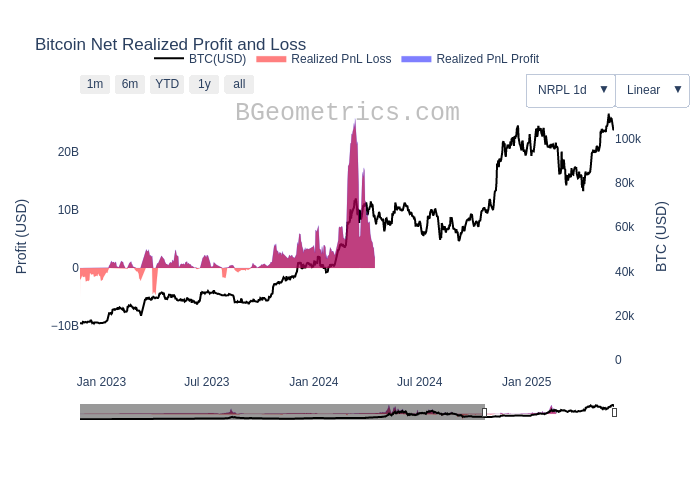 Bitcoin Net Realized Profit and Loss
BTC(USD) Realized PnL Loss Realized PnL Profit
1m 6m YTD 1y all
NRPL 1d ▼ Linear ▼
BGeometrics.com
20B
10B
0
−10B
Profit (USD)
100k
80k
60k
40k
20k
0
BTC (USD)
Jan 2023 Jul 2023 Jan 2024 Jul 2024 Jan 2025